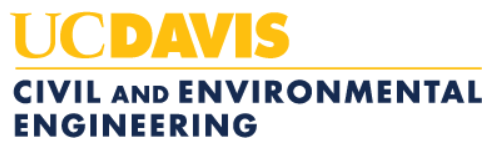 UCDAVIS
CIVIL AND ENVIRONMENTAL
ENGINEERING